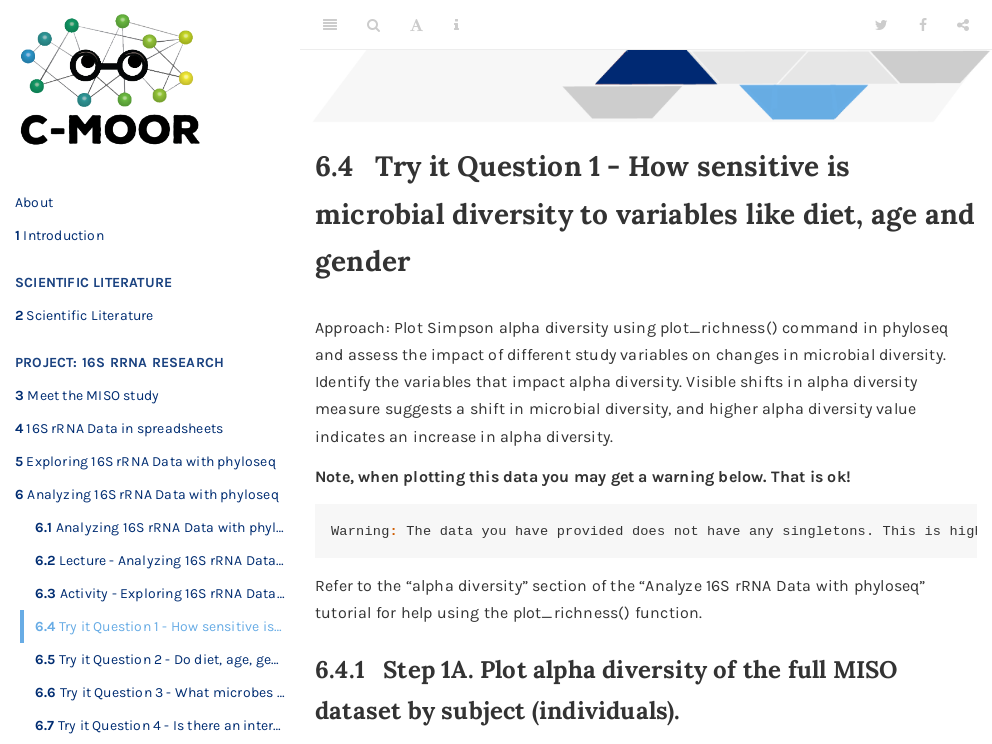 C-MOOR
About
1 Introduction
SCIENTIFIC LITERATURE
2 Scientific Literature
PROJECT: 16S RRNA RESEARCH
3 Meet the MISO study
4 16S rRNA Data in spreadsheets
5 Exploring 16S rRNA Data with phyloseq
6 Analyzing 16S rRNA Data with phyloseq
6.1 Analyzing 16S rRNA Data with phyl…
6.2 Lecture - Analyzing 16S rRNA Data…
6.3 Activity - Exploring 16S rRNA Data…
6.4 Try it Question 1 - How sensitive is…
6.5 Try it Question 2 - Do diet, age, ge…
6.6 Try it Question 3 - What microbes …
6.7 Try it Question 4 - Is there an inter…
A
i
6.4 Try it Question 1 - How sensitive is
microbial diversity to variables like diet, age and
gender
Approach: Plot Simpson alpha diversity using plot_richness() command in phyloseq
and assess the impact of different study variables on changes in microbial diversity.
Identify the variables that impact alpha diversity. Visible shifts in alpha diversity
measure suggests a shift in microbial diversity, and higher alpha diversity value
indicates an increase in alpha diversity.
Note, when plotting this data you may get a warning below. That is ok!
Warning: The data you have provided does not have any singletons. This is high
Refer to the “alpha diversity” section of the “Analyze 16S rRNA Data with phyloseq”
tutorial for help using the plot_richness() function.
6.4.1 Step 1A. Plot alpha diversity of the full MISO
dataset by subject (individuals).